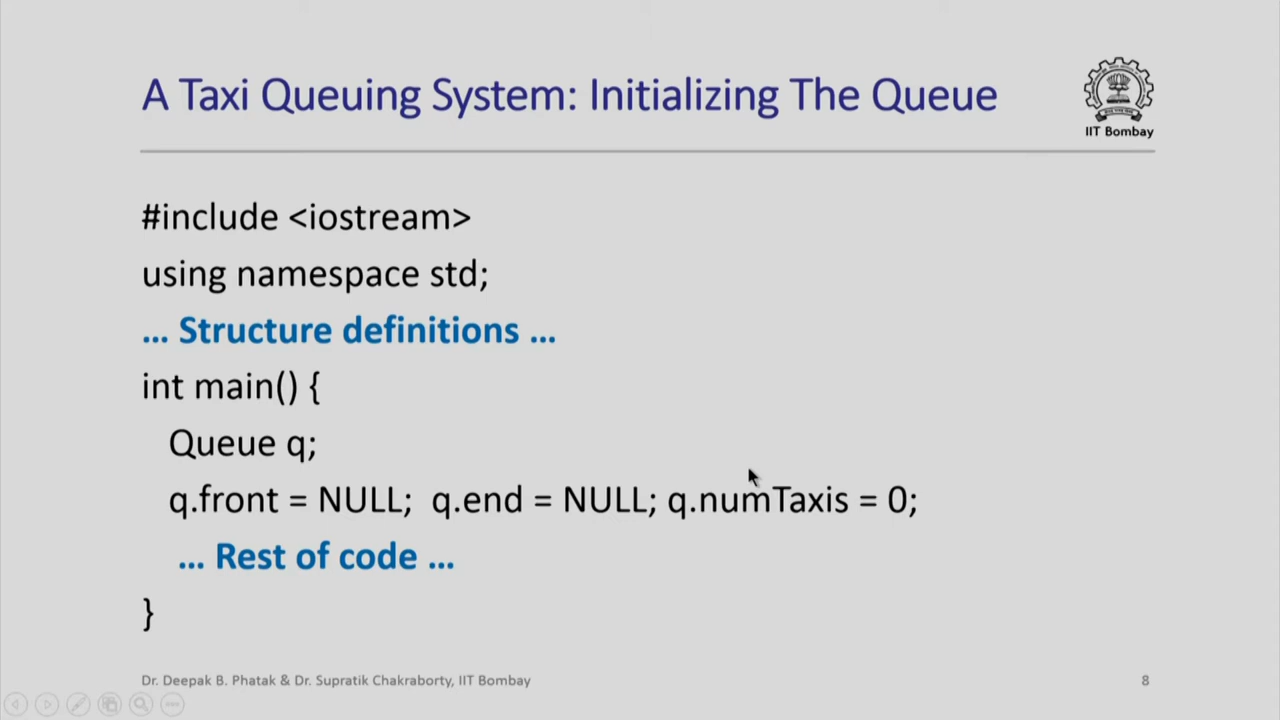 A Taxi Queuing System: Initializing The Queue
IIT Bombay
#include <iostream>
using namespace std;
... Structure definitions ...
int main() {
Queue q;
q.front = NULL; q.end = NULL; q.numTaxis = 0;
... Rest of code ...
}
Dr. Deepak B. Phatak & Dr. Supratik Chakraborty, IIT Bombay
8